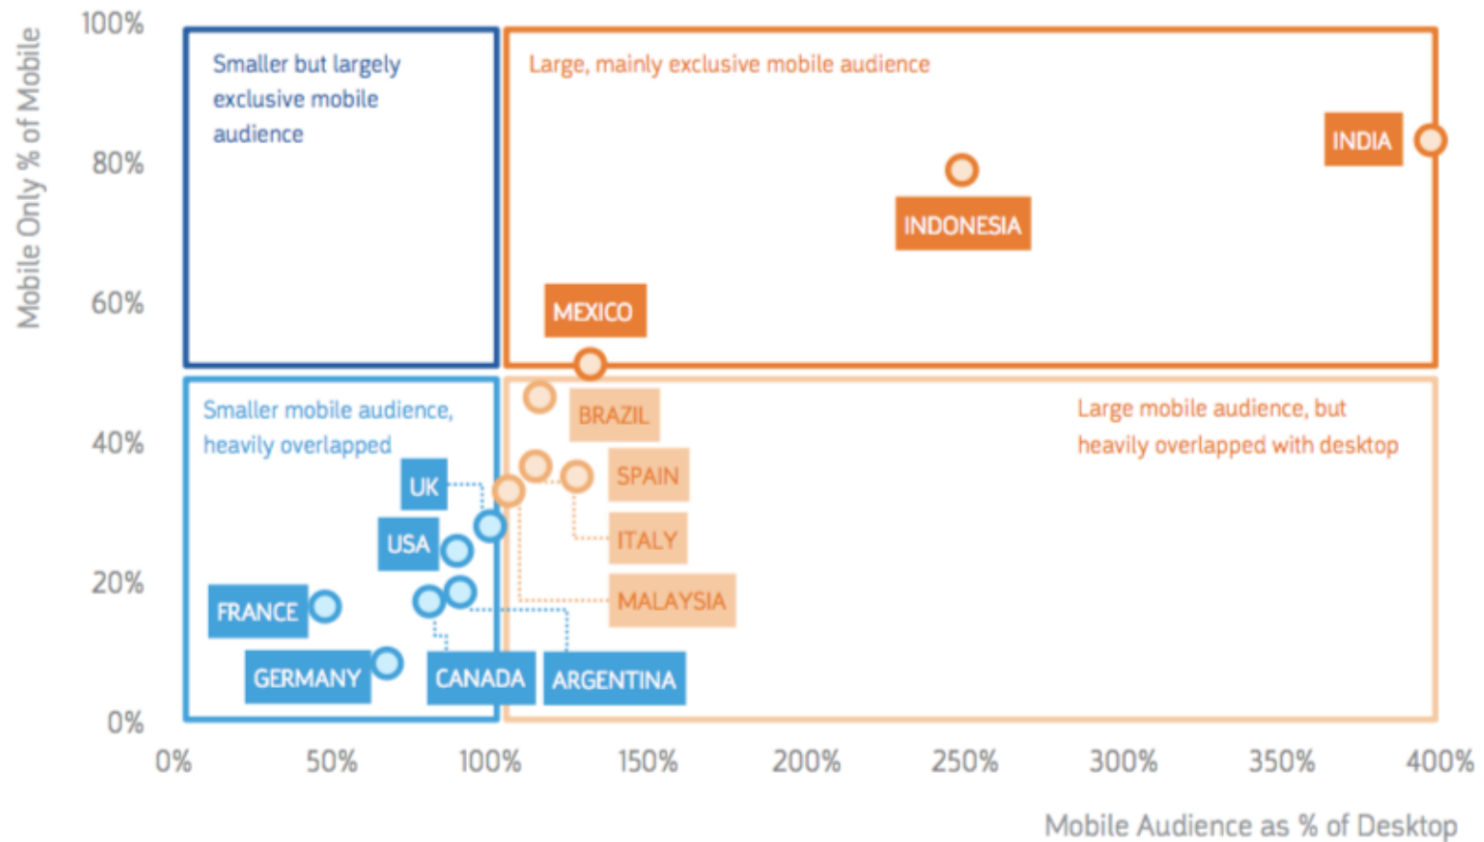 Mobile Only % of Mobile
100%
80%
60%
40%
20%
0%
Smaller but largely
exclusive mobile
audience
Large, mainly exclusive mobile audience
INDIA
INDONESIA
MEXICO
Smaller mobile audience,
heavily overlapped
Large mobile audience, but
heavily overlapped with desktop
BRAZIL
UK
SPAIN
USA
ITALY
FRANCE
MALAYSIA
GERMANY
CANADA
ARGENTINA
0%
50%
100%
150%
200%
250%
300%
350%
400%
Mobile Audience as % of Desktop